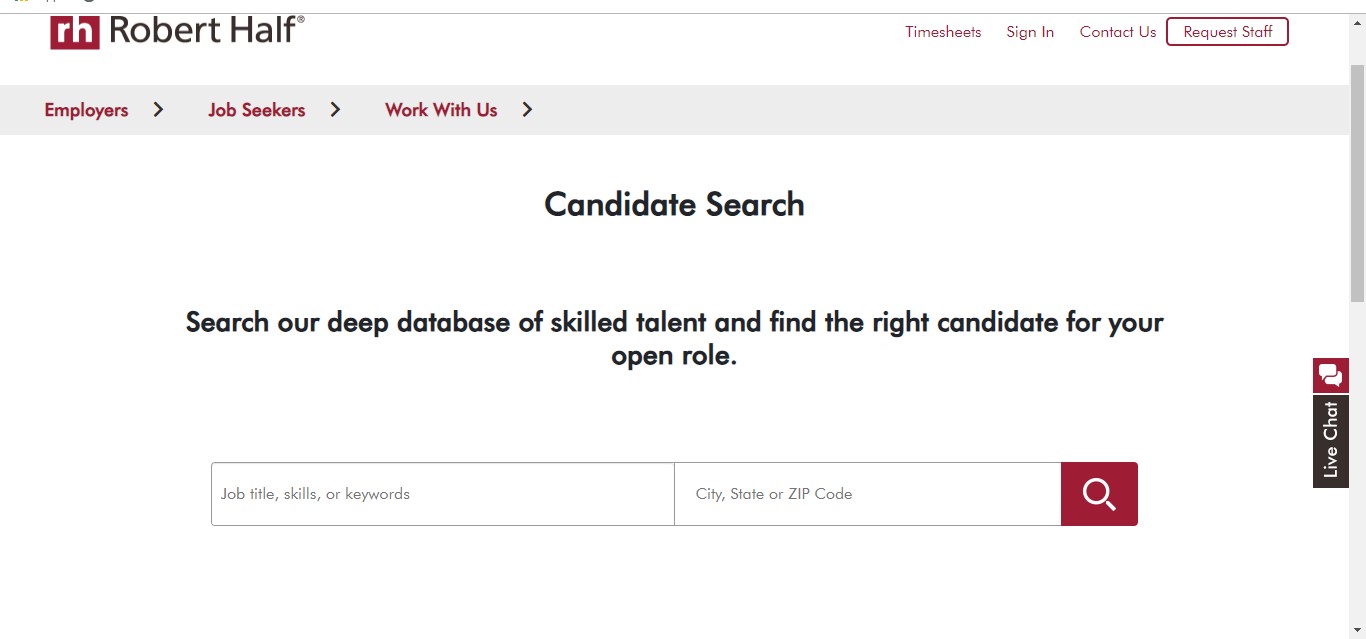 rh Robert Half®
Timesheets Sign In Contact Us Request Staff
Employers Job Seekers Work With Us
Candidate Search
Search our deep database of skilled talent and find the right candidate for your
open role.
Live Chat
Job title, skills, or keywords City, State or ZIP Code